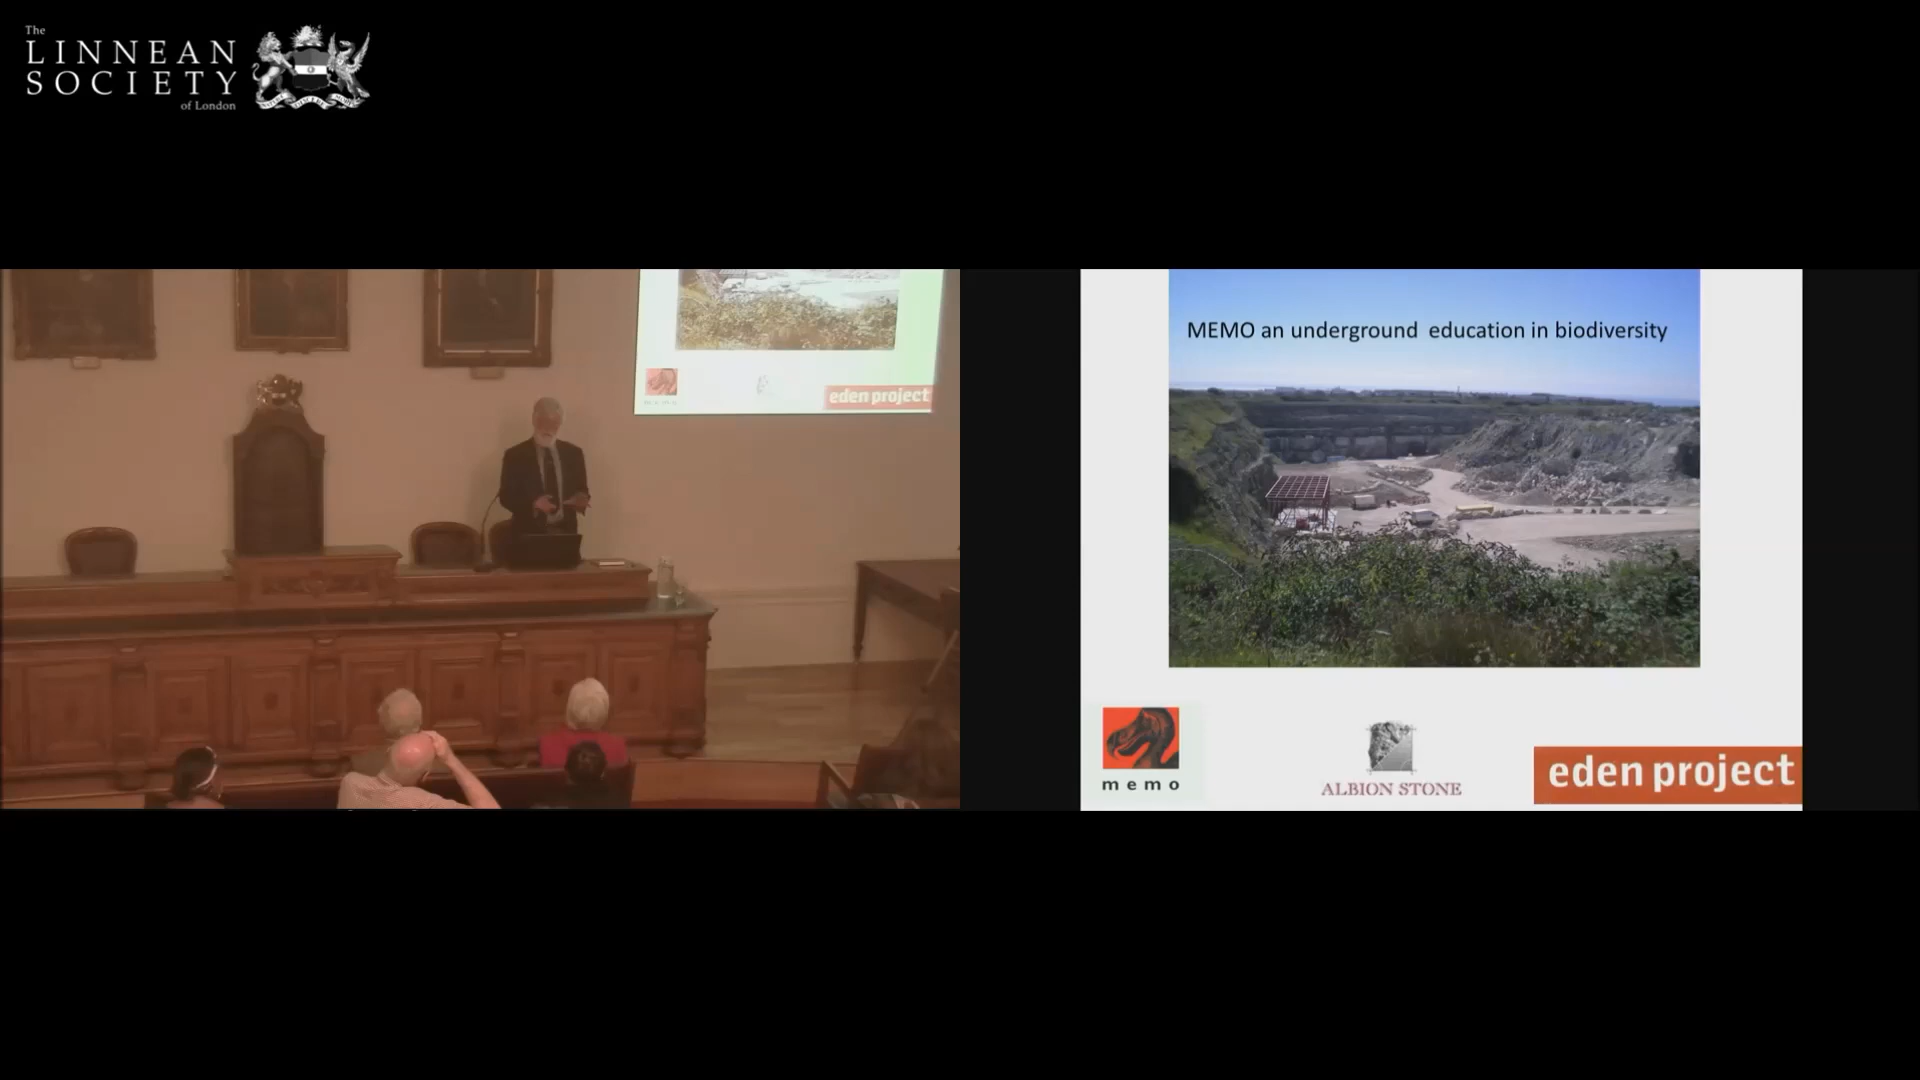 The
LINNEAN
SOCIETY
of London
eden project
MEMO an underground education in biodiversity
memo
ALBION STONE
eden project